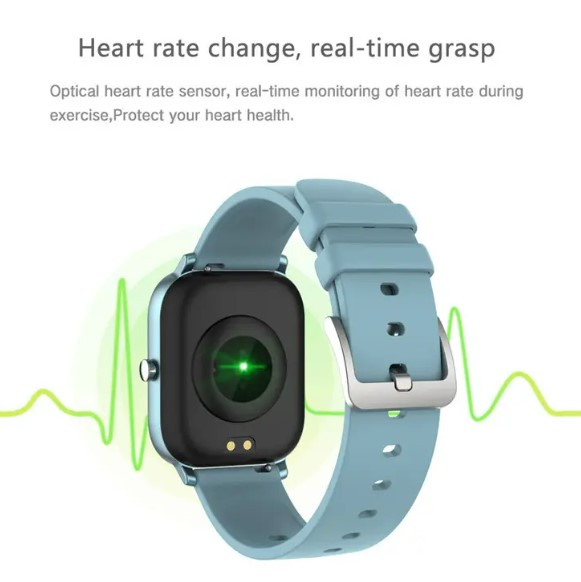 Heart rate change, real-time grasp
Optical heart rate sensor, real-time monitoring of heart rate during
exercise,Protect your heart health.